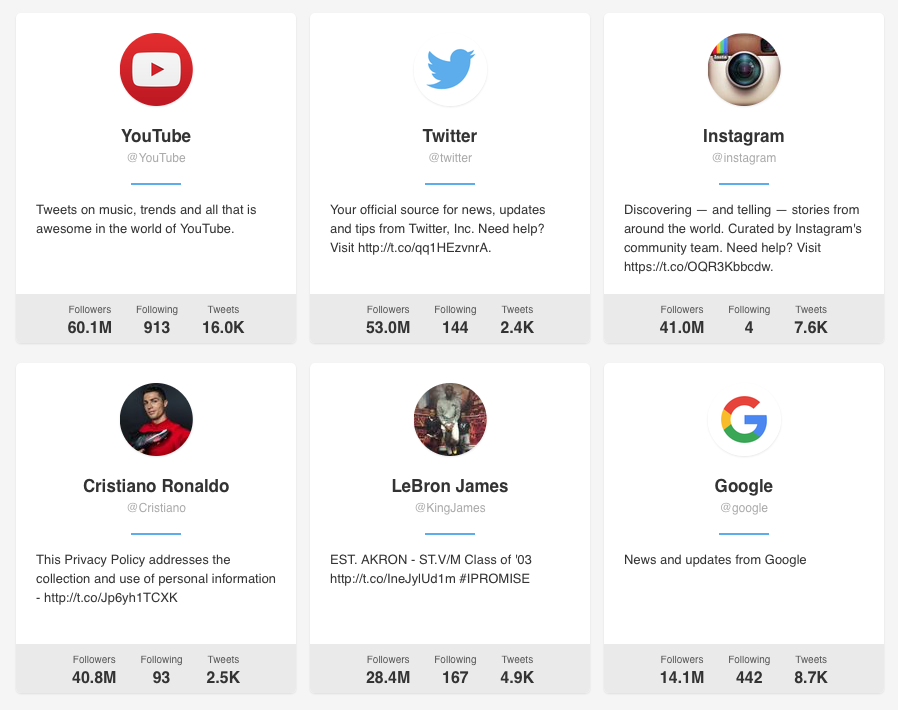 YouTube
@YouTube
Tweets on music, trends and all that is
awesome in the world of YouTube.
Followers Following Tweets
60.1M 913 16.0K
Twitter
@twitter
Your official source for news, updates
and tips from Twitter, Inc. Need help?
Visit http://t.co/qq1HEzvnrA.
Followers Following Tweets
53.0M 144 2.4K
Insta
Instagram
@instagram
Discovering — and telling — stories from
around the world. Curated by Instagram's
community team. Need help? Visit
https://t.co/OQR3Kbbcdw.
Followers Following Tweets
41.0M 4 7.6K
Cristiano Ronaldo
@Cristiano
This Privacy Policy addresses the
collection and use of personal information
- http://t.co/Jp6yh1TCXK
Followers Following Tweets
40.8M 93 2.5K
LeBron James
@KingJames
EST. AKRON - ST.V/M Class of '03
http://t.co/IneJylUd1m #IPROMISE
Followers Following Tweets
28.4M 167 4.9K
G
Google
@google
News and updates from Google
Followers Following Tweets
14.1M 442 8.7K